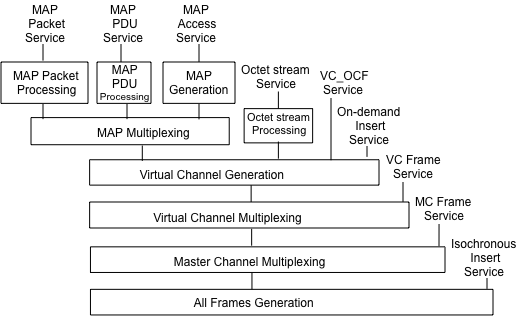 MAP
Packet
Service
MAP
PDU
Service
MAP
Access
Service
MAP Packet
Processing
MAP
PDU
Processing
MAP
Generation
Octet stream
Service
VC_OCF
Service
Octet stream
Processing
On-demand
Insert
Service
MAP Multiplexing
VC Frame
Service
Virtual Channel Generation
MC Frame
Service
Virtual Channel Multiplexing
Isochronous
Insert
Service
Master Channel Multiplexing
All Frames Generation